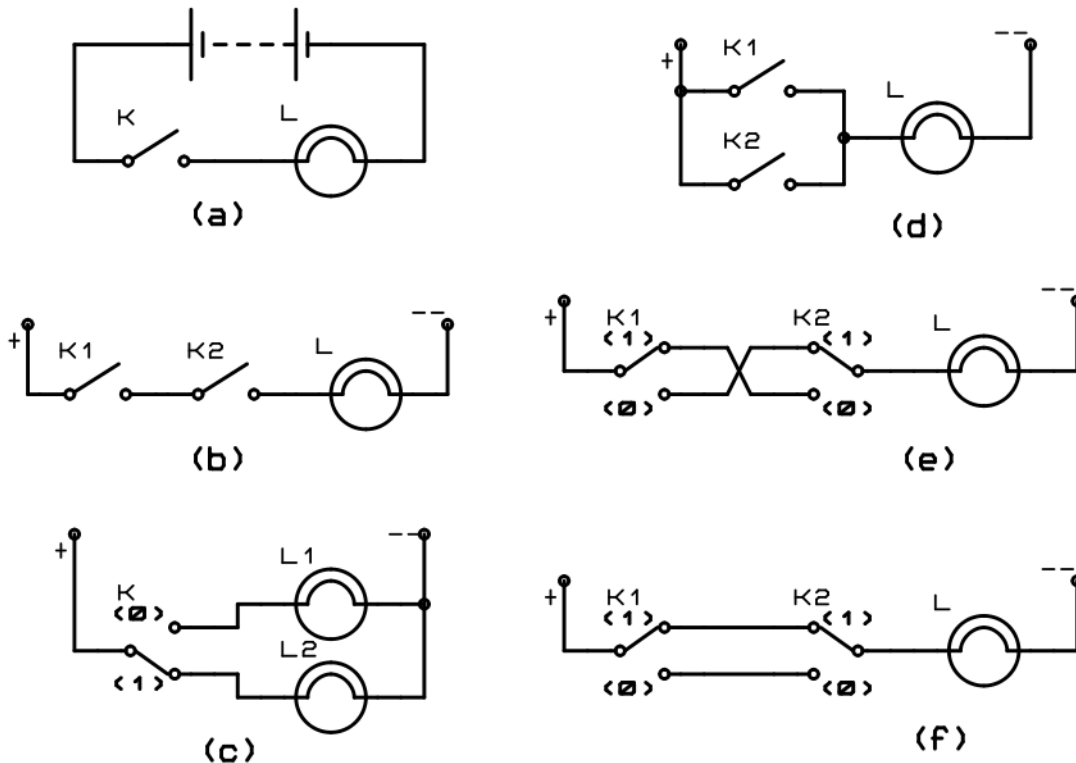 K L
(a)
+ K1 K2 L --
(b)
+ --
K L1
(0)
L2
(1)
(c)
+ K1 L --
K2
(d)
+ K1 K2 L --
(1) (1)
(0) (0)
(e)
+ K1 K2 L --
(1) (1)
(0) (0)
(f)